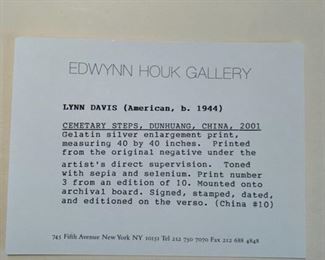 EDWYNN HOUK GALLERY
LYNN DAVIS (American, b. 1944)
CEMETARY STEPS, DUNHUANG, CHINA, 2001
Gelatin silver enlargement print,
measuring 40 by 40 inches. Printed
from the original negative under the
artist's direct supervision. Toned
with sepia and selenium. Print number
3 from an edition of 10. Mounted onto
archival board. Signed, stamped, dated,
and editioned on the verso. (China #10)
745 Fifth Avenue New York NY 10151 Tel 212 750 7070 Fax 212 688 4848